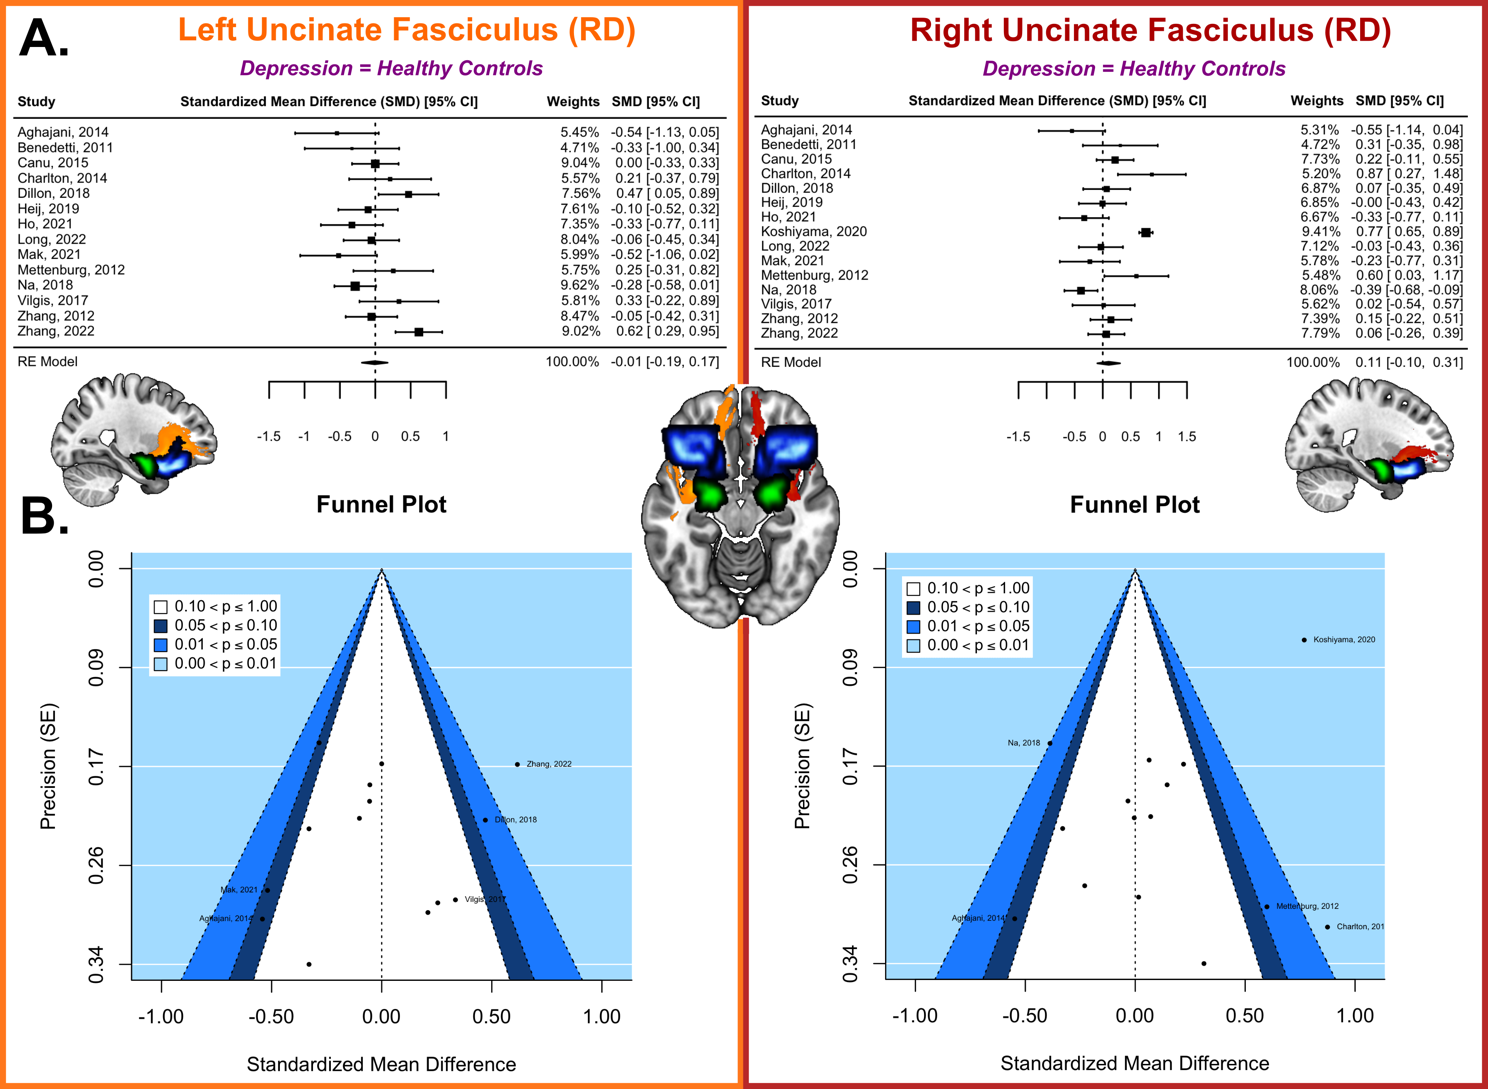 A.
Left Uncinate Fasciculus (RD)
Depression = Healthy Controls
Study Standardized Mean Difference (SMD) [95% CI] Weights SMD [95% CI]
Aghajani, 2014 5.45% -0.54 [-1.13, 0.05]
Benedetti, 2011 4.71% -0.33 [-1.00, 0.34]
Canu, 2015 9.04% 0.00 [-0.33, 0.33]
Charlton, 2014 5.57% 0.21 [-0.37, 0.79]
Dillon, 2018 7.56% 0.47 [ 0.05, 0.89]
Heij, 2019 7.61% -0.10 [-0.52, 0.32]
Ho, 2021 7.35% -0.33 [-0.77, 0.11]
Long, 2022 8.04% -0.06 [-0.45, 0.34]
Mak, 2021 5.99% -0.52 [-1.06, 0.02]
Mettenburg, 2012 5.75% 0.25 [-0.31, 0.82]
Na, 2018 9.62% -0.28 [-0.58, 0.01]
Vilgis, 2017 5.81% 0.33 [-0.22, 0.89]
Zhang, 2012 8.47% -0.05 [-0.42, 0.31]
Zhang, 2022 9.02% 0.62 [ 0.29, 0.95]
RE Model 100.00% -0.01 [-0.19, 0.17]
-1.5 -1 -0.5 0 0.5 1
Right Uncinate Fasciculus (RD)
Depression = Healthy Controls
Study Standardized Mean Difference (SMD) [95% CI] Weights SMD [95% CI]
Aghajani, 2014 5.31% -0.55 [-1.14, 0.04]
Benedetti, 2011 4.72% 0.31 [-0.35, 0.98]
Canu, 2015 7.73% 0.22 [-0.11, 0.55]
Charlton, 2014 5.20% 0.87 [ 0.27, 1.48]
Dillon, 2018 6.87% 0.07 [-0.35, 0.49]
Heij, 2019 6.85% -0.00 [-0.43, 0.42]
Ho, 2021 6.67% -0.33 [-0.77, 0.11]
Koshiyama, 2020 9.41% 0.77 [ 0.65, 0.89]
Long, 2022 7.12% -0.03 [-0.43, 0.36]
Mak, 2021 5.78% -0.23 [-0.77, 0.31]
Mettenburg, 2012 5.48% 0.60 [ 0.03, 1.17]
Na, 2018 8.06% -0.39 [-0.68, -0.09]
Vilgis, 2017 5.62% 0.02 [-0.54, 0.57]
Zhang, 2012 7.39% 0.15 [-0.22, 0.51]
Zhang, 2022 7.79% 0.06 [-0.26, 0.39]
RE Model 100.00% 0.11 [-0.10, 0.31]
-1.5 -0.5 0 0.5 1 1.5
B.
Funnel Plot
0.10 < p ≤ 1.00
0.05 < p ≤ 0.10
0.01 < p ≤ 0.05
0.00 < p ≤ 0.01
Zhang, 2022
Dillon, 2018
Mak, 2021
Vilgis, 2017
Aghajani, 2014
Precision (SE)
0.00
0.09
0.17
0.26
0.34
-1.00 -0.50 0.00 0.50 1.00
Standardized Mean Difference
Funnel Plot
0.10 < p ≤ 1.00
0.05 < p ≤ 0.10
0.01 < p ≤ 0.05
0.00 < p ≤ 0.01
Koshiyama, 2020
Na, 2018
Mettenburg, 2012
Aghajani, 2014
Charlton, 201
Precision (SE)
0.00
0.09
0.17
0.26
0.34
-1.00 -0.50 0.00 0.50 1.00
Standardized Mean Difference